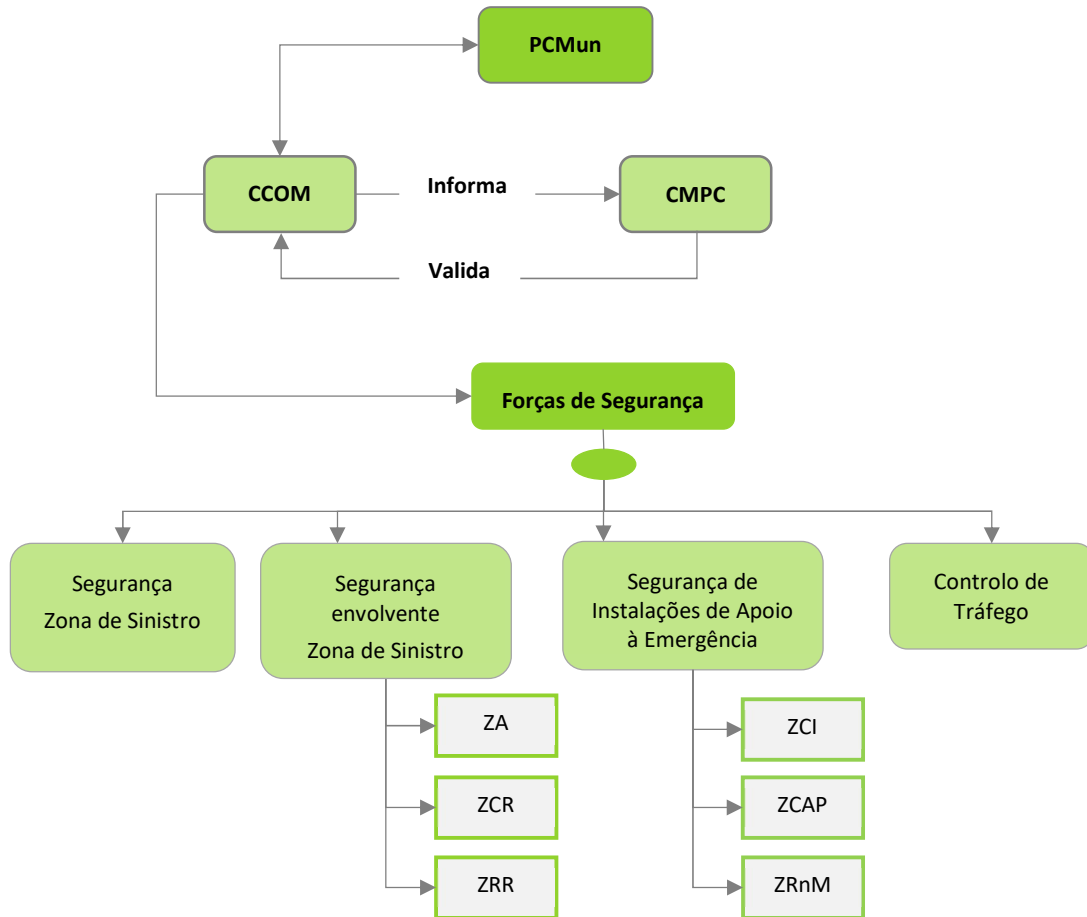 PCMun
CCOM
Informa
CMPC
Valida
Forças de Segurança
Segurança
Zona de Sinistro
Segurança
envolvente
Zona de Sinistro
Segurança de
Instalações de Apoio
à Emergência
Controlo de
Tráfego
ZA
ZCR
ZRR
ZCI
ZCAP
ZRnM